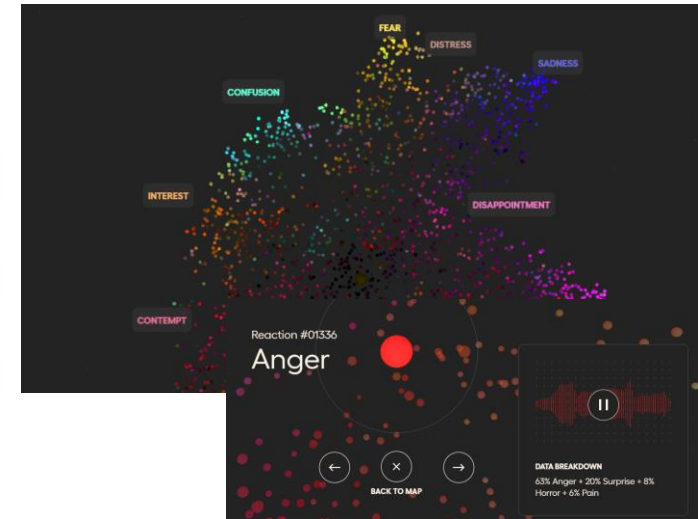 FEAR
DISTRESS
SADNESS
CONFUSION
INTEREST
DISAPPOINTMENT
CONTEMPT
Reaction #01336
Anger
BACK TO MAP
DATA BREAKDOWN
63% Anger + 20% Surprise + 8%
Horror + 6% Pain